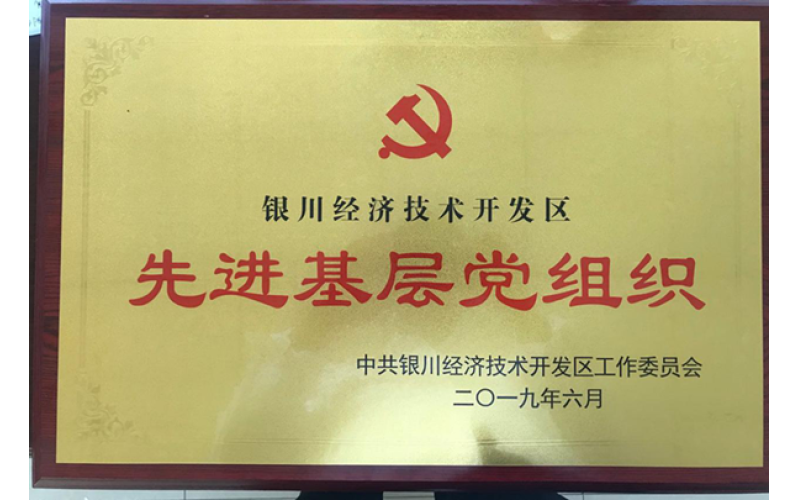 银川经济技术开发区
先进基层党组织
中共银川经济技术开发区工作委员会
二〇一九年六月